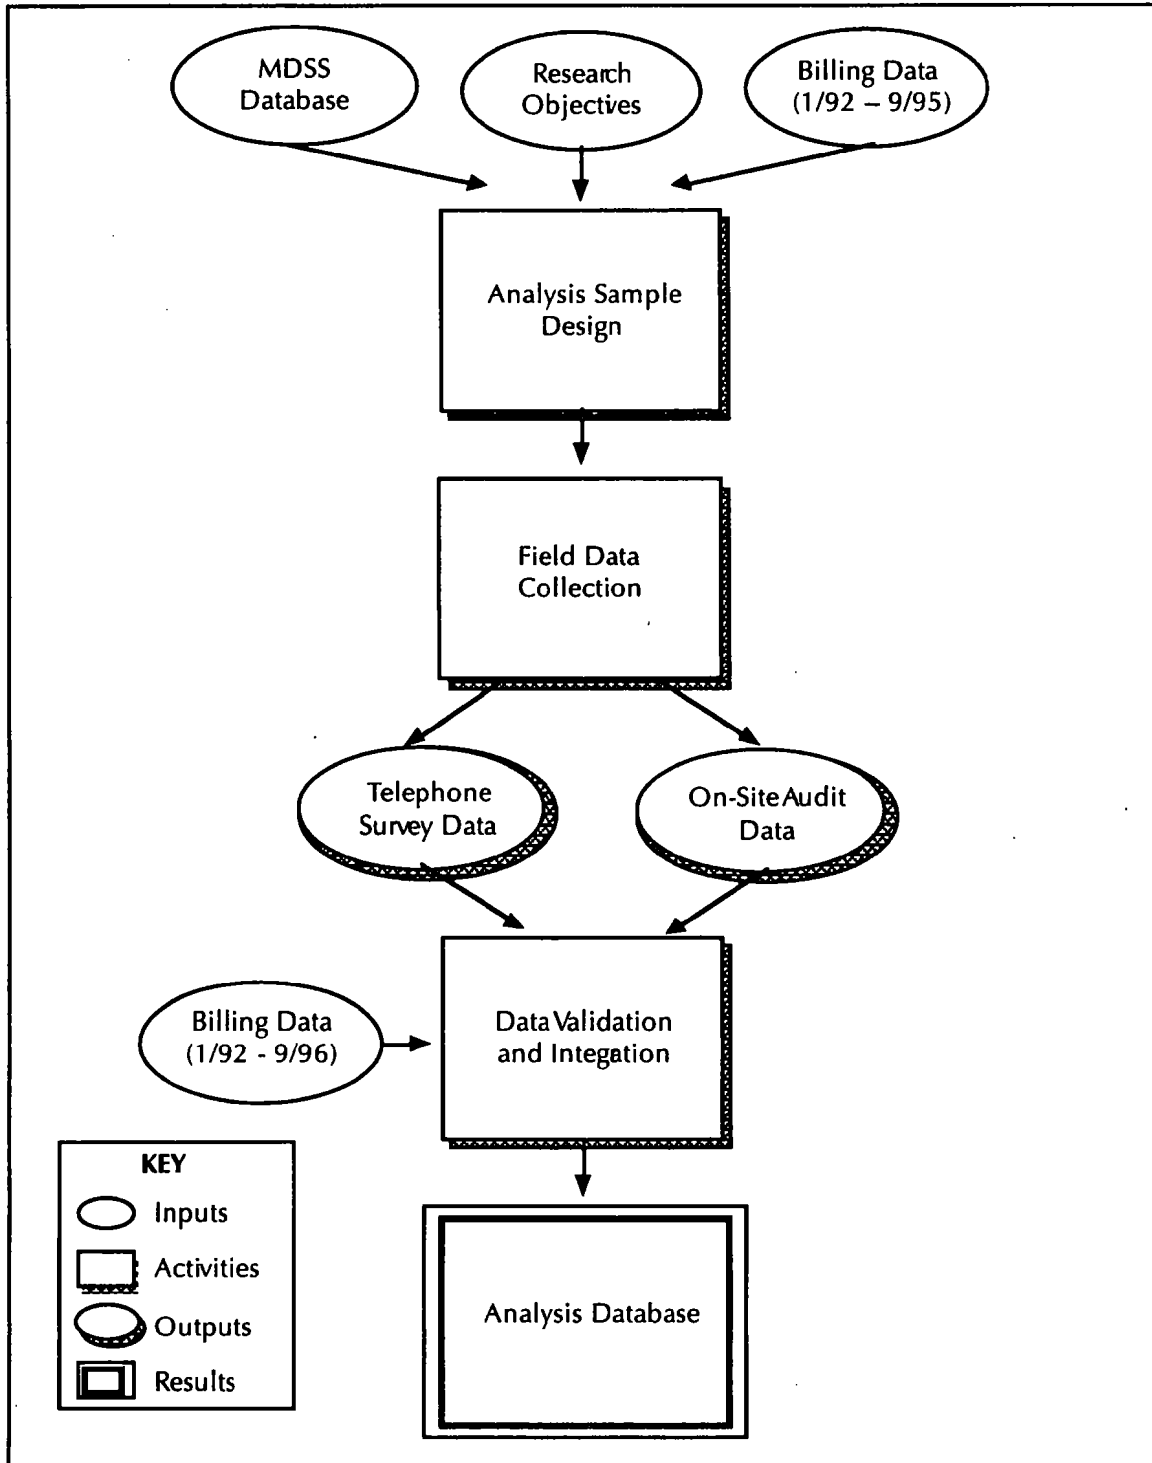 MDSS
Database
Research
Objectives
Billing Data
(1/92 – 9/95)
Analysis Sample
Design
Field Data
Collection
Telephone
Survey Data
On-Site Audit
Data
Billing Data
(1/92 - 9/96)
Data Validation
and Integation
KEY
Inputs
Activities
Outputs
Results
Analysis Database